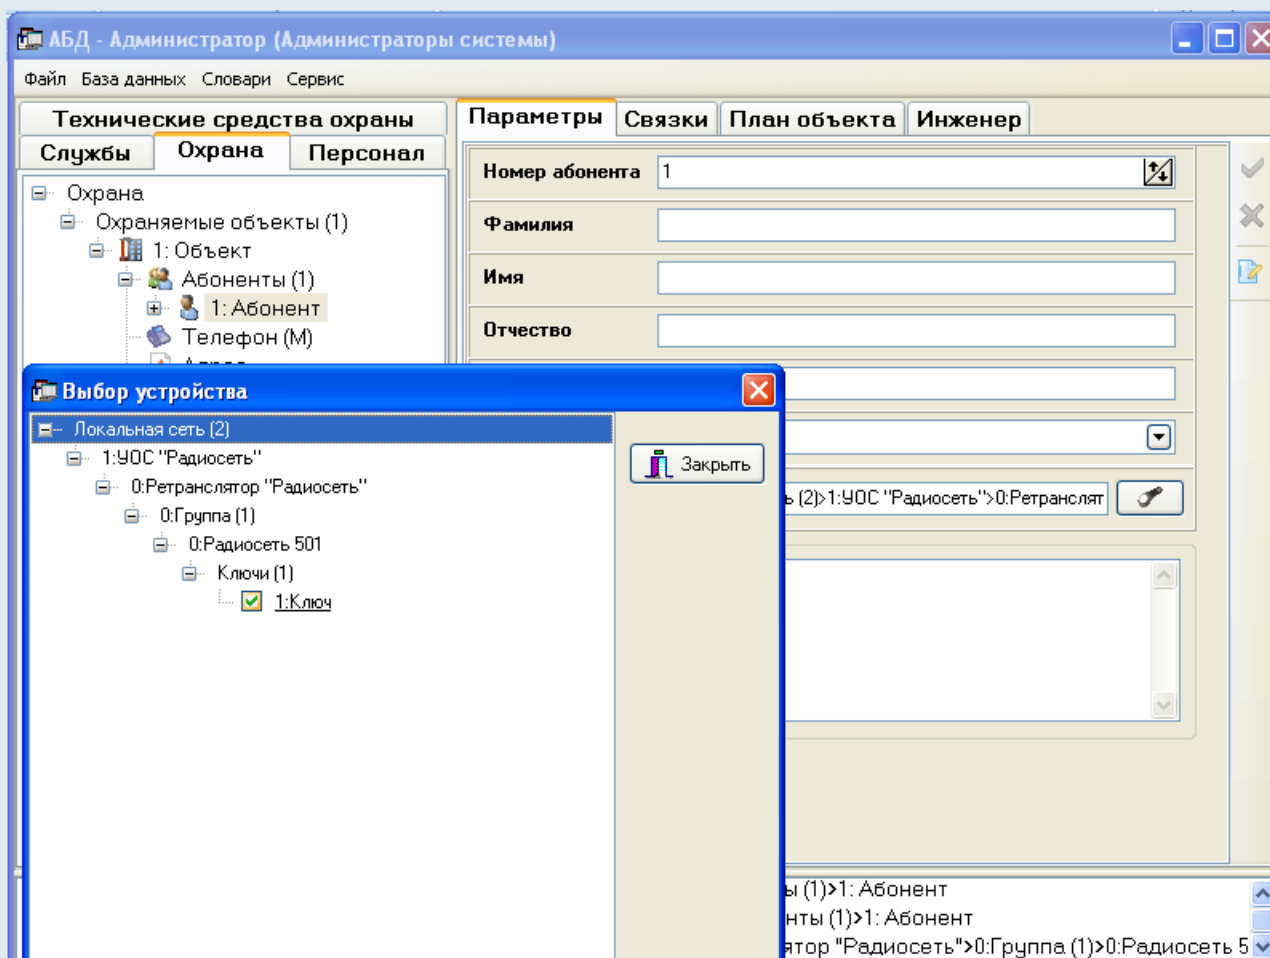 АБД - Администратор (Администраторы системы)
Файл База данных Словари Сервис
Технические средства охраны
Службы Охрана Персонал
Параметры Связки План объекта Инженер
Охрана
Охраняемые объекты (1)
1: Объект
Абоненты (1)
1: Абонент
Телефон (М)
Номер абонента 1
Фамилия
Имя
Отчество
Выбор устройства
Локальная сеть (2)
1:УОС "Радиосеть"
0:Ретранслятор "Радиосеть"
0:Группа (1)
0:Радиосеть 501
Ключи (1)
1:Ключ
Закрыть
ь (2)>1:УОС "Радиосеть">0:Ретранслят
ы (1)>1: Абонент
нты (1)>1: Абонент
ятор "Радиосеть">0:Группа (1)>0:Радиосеть 5